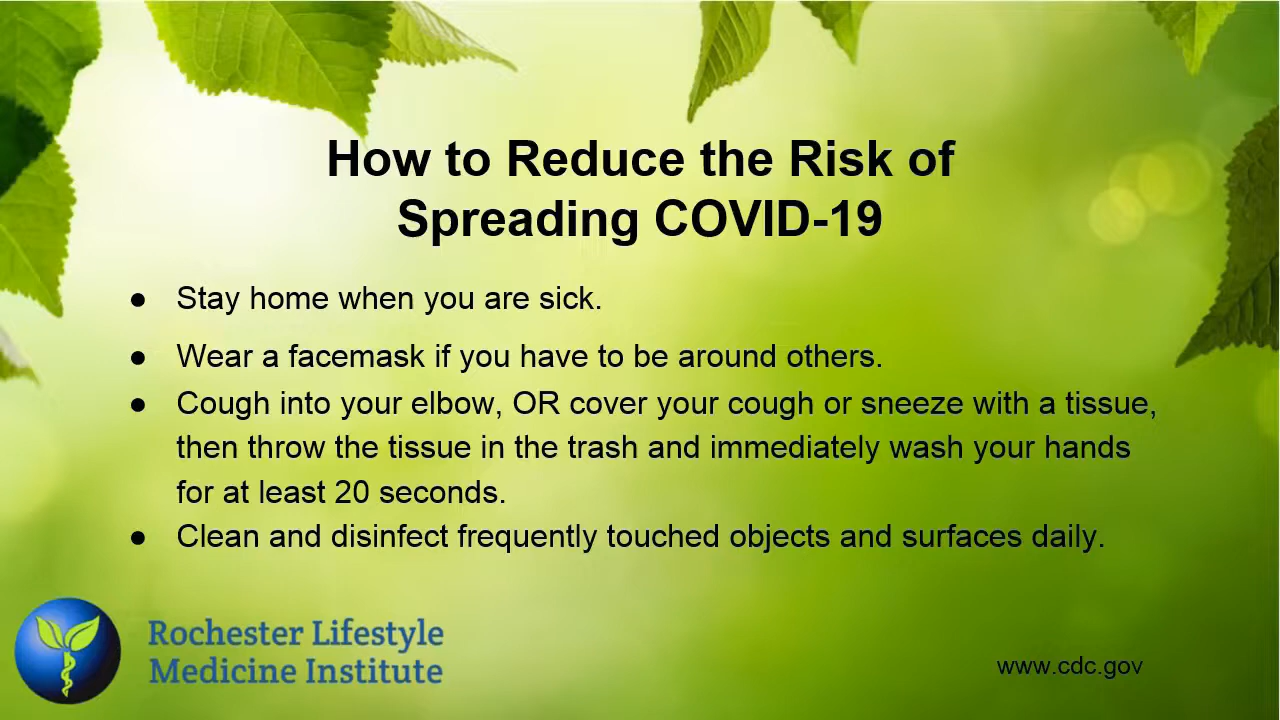 How to Reduce the Risk of
Spreading COVID-19
● Stay home when you are sick.
● Wear a facemask if you have to be around others.
● Cough into your elbow, OR cover your cough or sneeze with a tissue,
then throw the tissue in the trash and immediately wash your hands
for at least 20 seconds.
● Clean and disinfect frequently touched objects and surfaces daily.
Rochester Lifestyle
Medicine Institute
www.cdc.gov